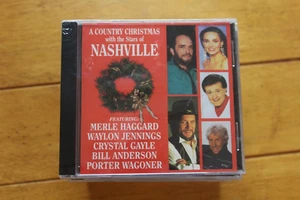 A COUNTRY CHRISTMAS
with the Stars of
NASHVILLE
FEATURING:
MERLE HAGGARD
WAYLON JENNINGS
CRYSTAL GAYLE
BILL ANDERSON
PORTER WAGONER